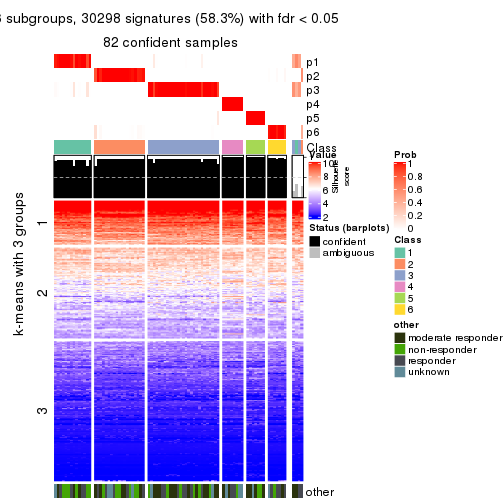 subgroups, 30298 signatures (58.3%) with fdr < 0.05
82 confident samples
p1
p2
p3
p4
p5
p6
Class
1
2
3
k-means with 3 groups
other
Value
10
8
6
4
2
Silhouette
score
Status (barplots)
confident
ambiguous
Prob
1
0.8
0.6
0.4
0.2
0
Class
1
2
3
4
5
6
other
moderate responder
non-responder
responder
unknown